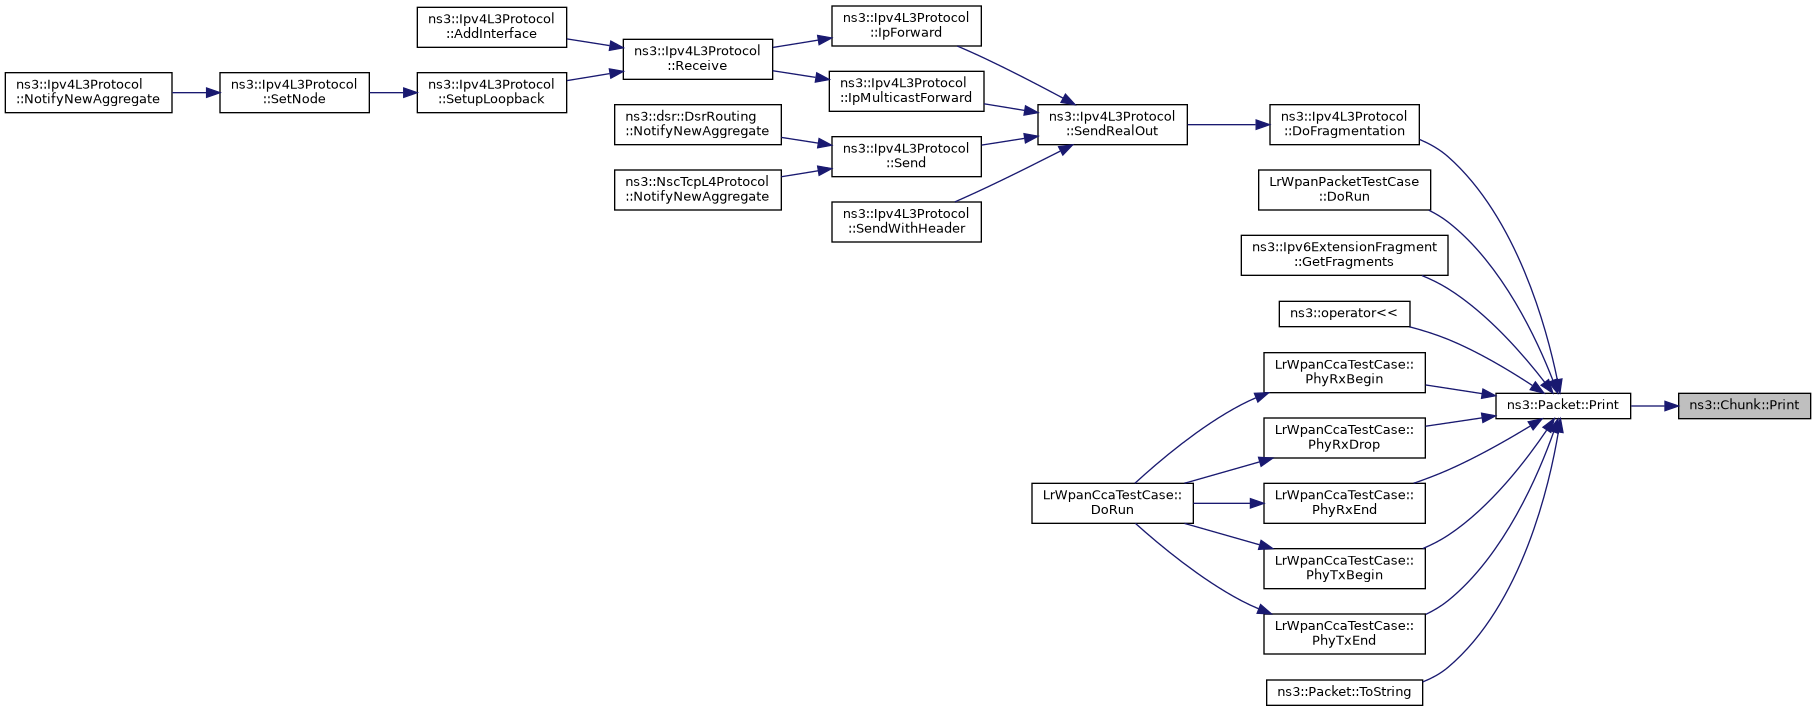 ns3::Ipv4L3Protocol
::AddInterface
ns3::Ipv4L3Protocol
::IpForward
ns3::Ipv4L3Protocol
::Receive
ns3::Ipv4L3Protocol
::NotifyNewAggregate
ns3::Ipv4L3Protocol
::SetNode
ns3::Ipv4L3Protocol
::SetupLoopback
ns3::Ipv4L3Protocol
::IpMulticastForward
ns3::dsr::DsrRouting
::NotifyNewAggregate
ns3::Ipv4L3Protocol
::SendRealOut
ns3::Ipv4L3Protocol
::DoFragmentation
ns3::Ipv4L3Protocol
::Send
ns3::NscTcpL4Protocol
::NotifyNewAggregate
LrWpanPacketTestCase
::DoRun
ns3::Ipv4L3Protocol
::SendWithHeader
ns3::Ipv6ExtensionFragment
::GetFragments
ns3::operator<<
LrWpanCcaTestCase::
PhyRxBegin
ns3::Packet::Print
ns3::Chunk::Print
LrWpanCcaTestCase::
PhyRxDrop
LrWpanCcaTestCase::
DoRun
LrWpanCcaTestCase::
PhyRxEnd
LrWpanCcaTestCase::
PhyTxBegin
LrWpanCcaTestCase::
PhyTxEnd
ns3::Packet::ToString